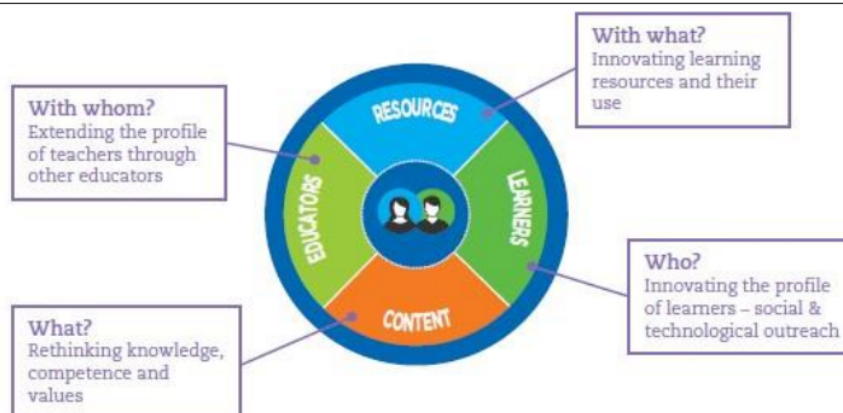 With what?
Innovating learning
resources and their
use
With whom?
Extending the profile
of teachers through
other educators
RESOURCES
EDUCATORS
LEARNERS
CONTENT
Who?
Innovating the profile
of learners – social &
technological outreach
What?
Rethinking knowledge,
competence and
values